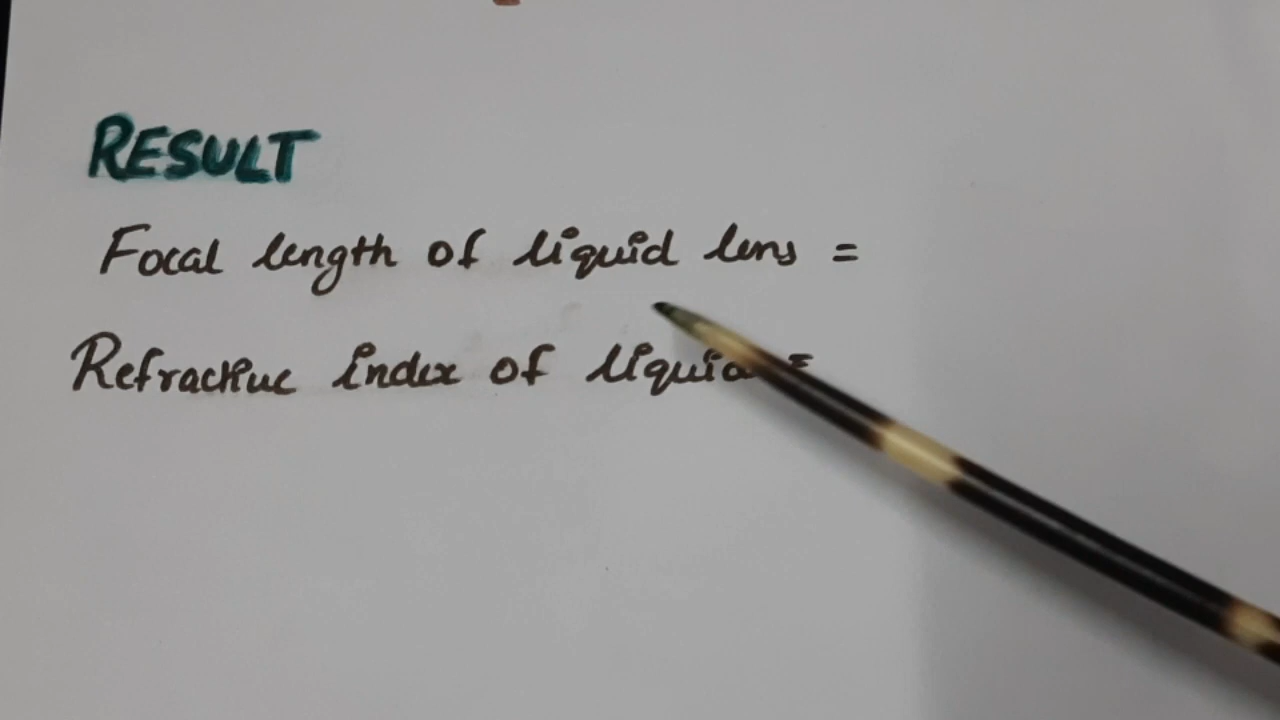 RESULT
Focal length of liquid lens =
Refractive index of liquid =